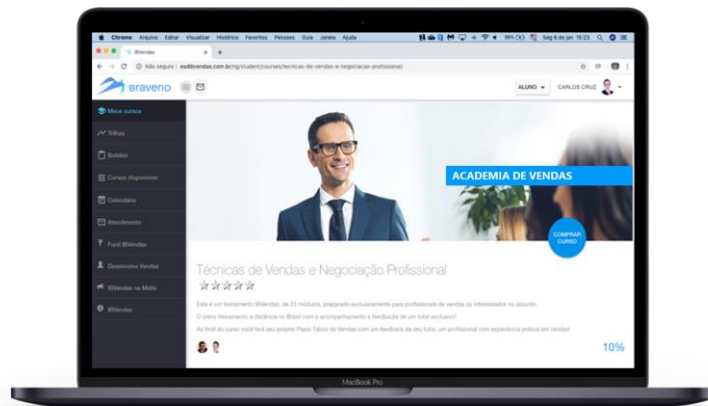 Chrome Arquivo Editar Visualizar Histórico Favoritos Pessoas Guia Janela Ajuda
98% Seg 6 de jan 15:23
IBVendas
Não seguro | eadibvendas.com.br/ng/student/courses/tecnicas-de-vendas-e-negociacao-profissional/
BRAVEND
ALUNO
CARLOS CRUZ
Meus cursos
Trilhas
Boletim
Cursos disponíveis
Calendário
Atendimento
Funil IBVendas
Desenvolve Vendas
IBVendas na Mídia
IBVendas
ACADEMIA DE VENDAS
COMPRAR
CURSO
Técnicas de Vendas e Negociação Profissional
Este é um treinamento IBVendas, de 23 módulos, preparado exclusivamente para profissionais de vendas ou interessados no assunto.
O único treinamento a distância no Brasil com o acompanhamento e feedbacks de um tutor exclusivo!
Ao final do curso você fará seu próprio Plano Tático de Vendas com um feedback de seu tutor, um profissional com experiência prática em vendas!
10%
MacBook Pro